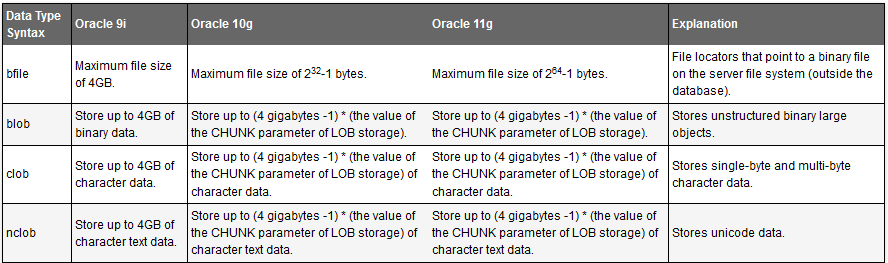 Data Type Syntax
Oracle 9i
Oracle 10g
Oracle 11g
Explanation
bfile
Maximum file size
of 4GB.
Maximum file size of 2³²-1 bytes.
Maximum file size of 2⁶⁴-1 bytes.
File locators that point to a binary file
on the server file system (outside the
database).
blob
Store up to 4GB of
binary data.
Store up to (4 gigabytes -1) * (the value of
the CHUNK parameter of LOB storage).
Store up to (4 gigabytes -1) * (the value of
the CHUNK parameter of LOB storage).
Stores unstructured binary large
objects.
clob
Store up to 4GB of
character data.
Store up to (4 gigabytes -1) * (the value of
the CHUNK parameter of LOB storage) of
character data.
Store up to (4 gigabytes -1) * (the value of
the CHUNK parameter of LOB storage) of
character data.
Stores single-byte and multi-byte
character data.
nclob
Store up to 4GB of
character text data.
Store up to (4 gigabytes -1) * (the value of
the CHUNK parameter of LOB storage) of
character text data.
Store up to (4 gigabytes -1) * (the value of
the CHUNK parameter of LOB storage) of
character text data.
Stores unicode data.